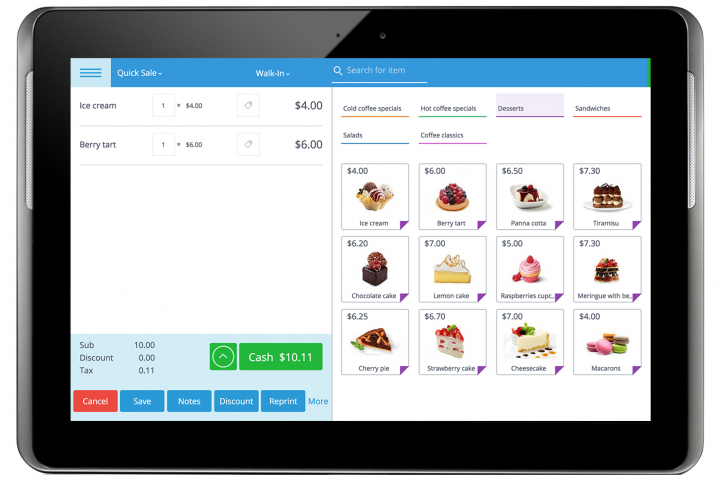 Quick Sale
Walk-In
Search for item
Ice cream 1 × $4.00 $4.00
Berry tart 1 × $6.00 $6.00
Sub 10.00
Discount 0.00
Tax 0.11
Cash $10.11
Cancel Save Notes Discount Reprint More
Cold coffee specials Hot coffee specials Desserts Sandwiches
Salads Coffee classics
$4.00 $6.00 $6.50 $7.30
Ice cream Berry tart Panna cotta Tiramisu
$6.20 $7.00 $5.00 $7.30
Chocolate cake Lemon cake Raspberries cupc... Meringue with be...
$6.25 $6.70 $7.00 $4.00
Cherry pie Strawberry cake Cheesecake Macarons